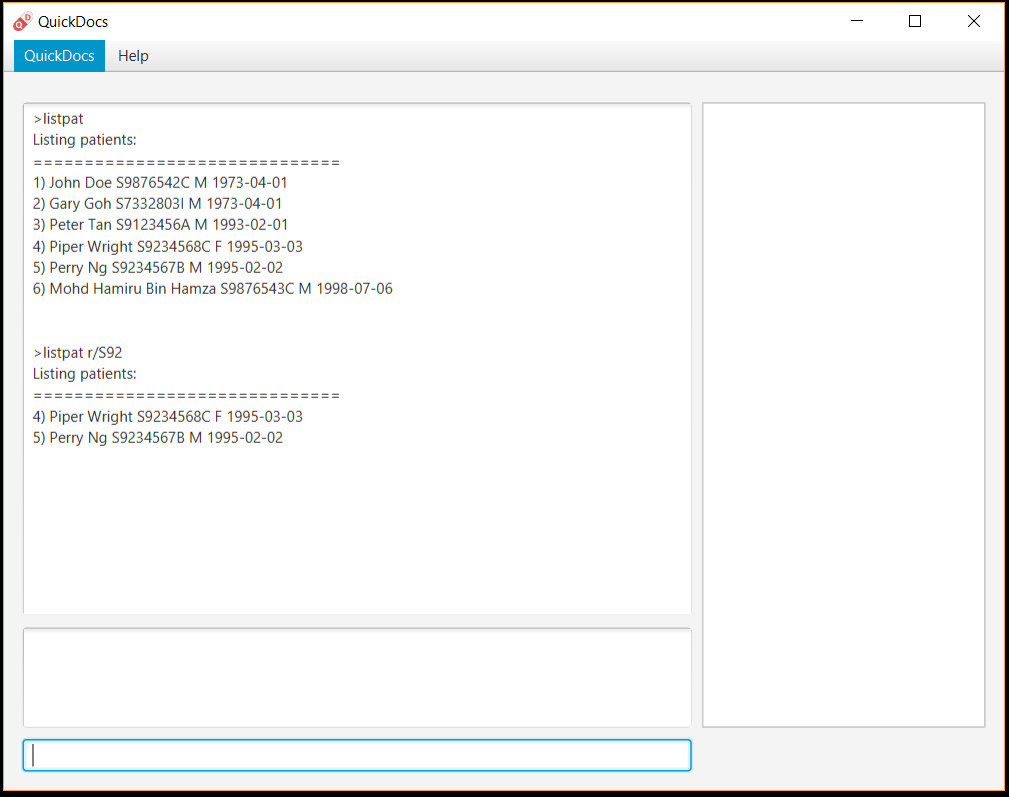 QuickDocs
QuickDocs Help
>listpat
Listing patients:
==============================
1) John Doe S9876542C M 1973-04-01
2) Gary Goh S7332803I M 1973-04-01
3) Peter Tan S9123456A M 1993-02-01
4) Piper Wright S9234568C F 1995-03-03
5) Perry Ng S9234567B M 1995-02-02
6) Mohd Hamiru Bin Hamza S9876543C M 1998-07-06
>listpat r/S92
Listing patients:
==============================
4) Piper Wright S9234568C F 1995-03-03
5) Perry Ng S9234567B M 1995-02-02